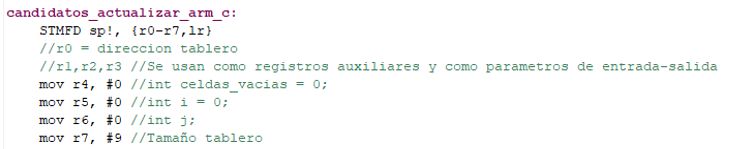 candidatos_actualizar_arm_c:
STMFD sp!, {r0-r7,lr}
//r0 = direccion tablero
//r1,r2,r3 //Se usan como registros auxiliares y como parametros de entrada-salida
mov r4, #0 //int celdas_vacias = 0;
mov r5, #0 //int i = 0;
mov r6, #0 //int j;
mov r7, #9 //Tamaño tablero